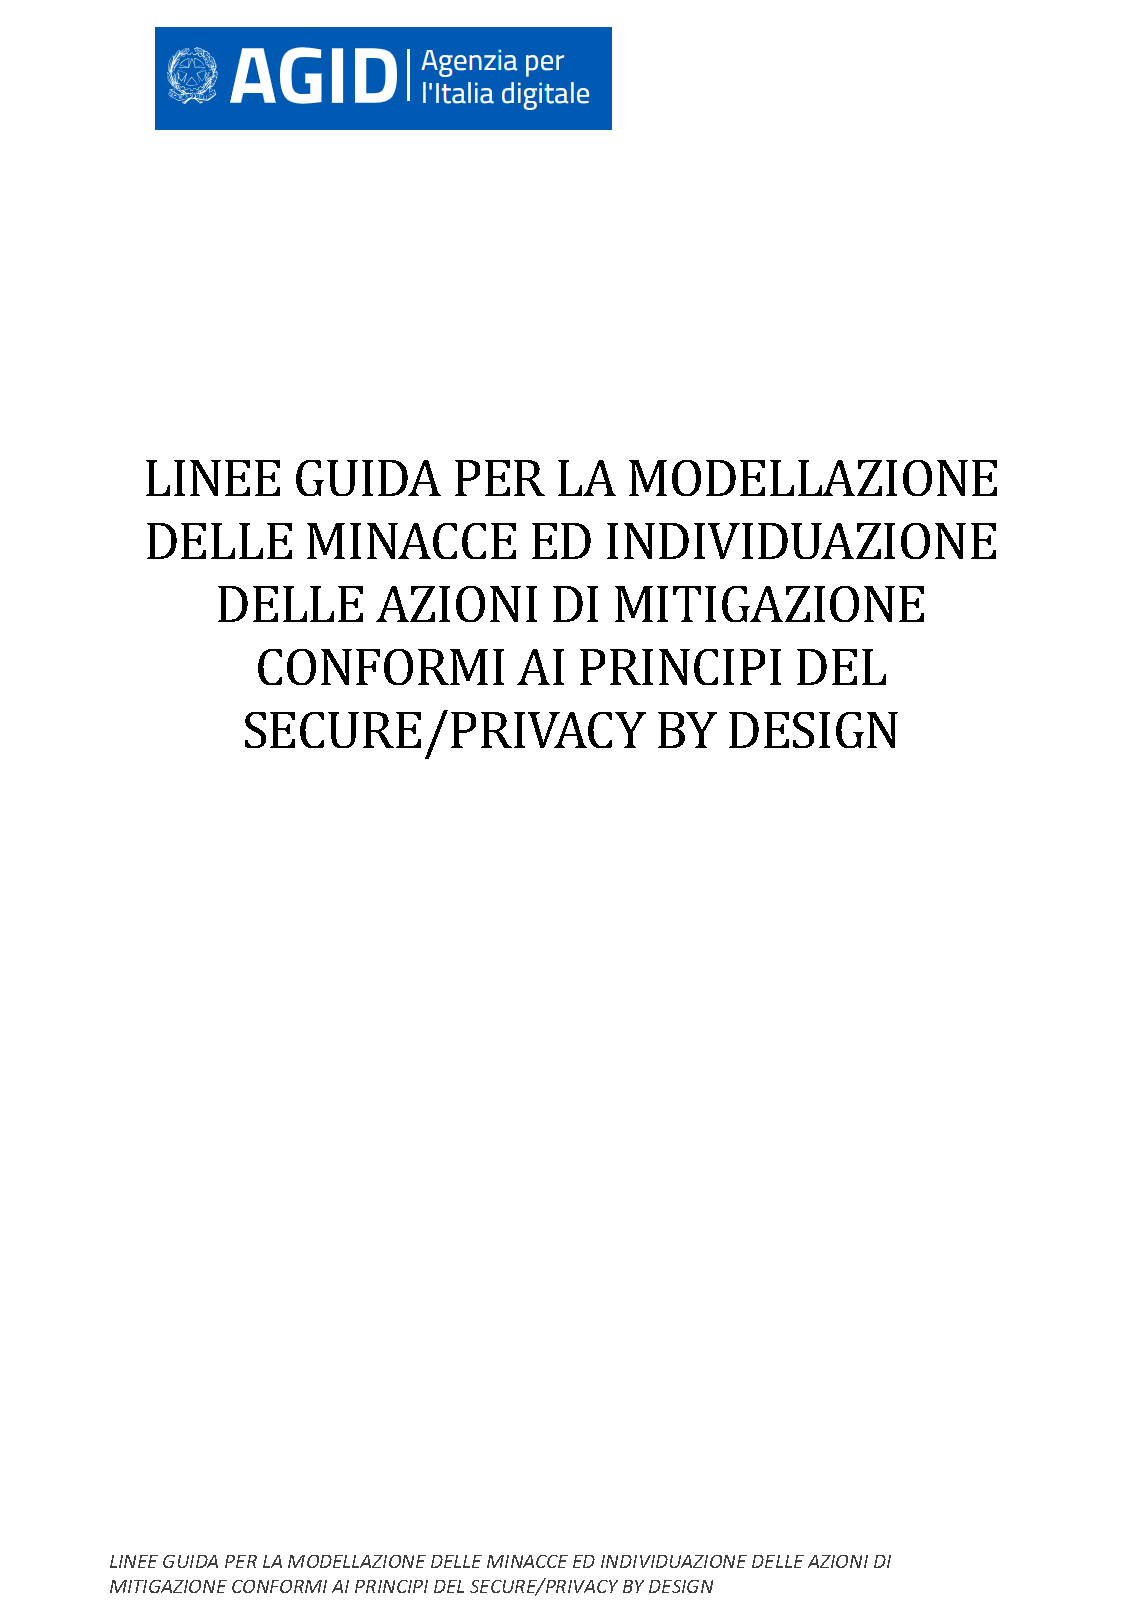 AGID
Agenzia per
l'Italia digitale
LINEE GUIDA PER LA MODELLAZIONE
DELLE MINACCE ED INDIVIDUAZIONE
DELLE AZIONI DI MITIGAZIONE
CONFORMI AI PRINCIPI DEL
SECURE/PRIVACY BY DESIGN
LINEE GUIDA PER LA MODELLAZIONE DELLE MINACCE ED INDIVIDUAZIONE DELLE AZIONI DI
MITIGAZIONE CONFORMI AI PRINCIPI DEL SECURE/PRIVACY BY DESIGN